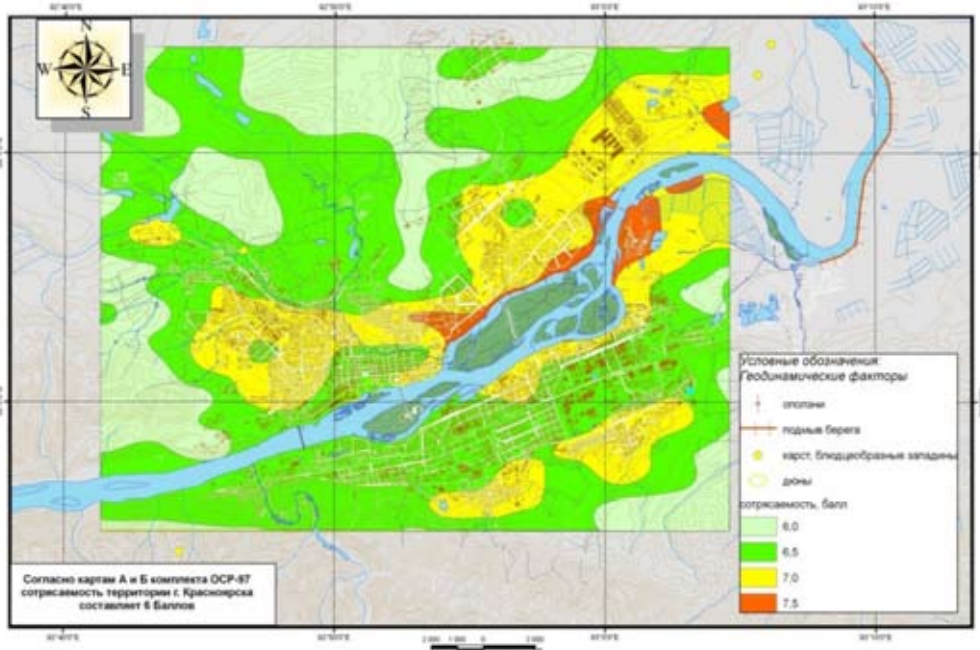 N
W E
S
Условные обозначения:
Геодинамические факторы
оползни
подмыв берега
карст, блюдцеобразные западины
дюны
сотрясаемость, балл
6,0
6,5
7,0
7,5
Согласно картам А и Б комплекта ОСР-97
сотрясаемость территории г. Красноярска
составляет 6 Баллов